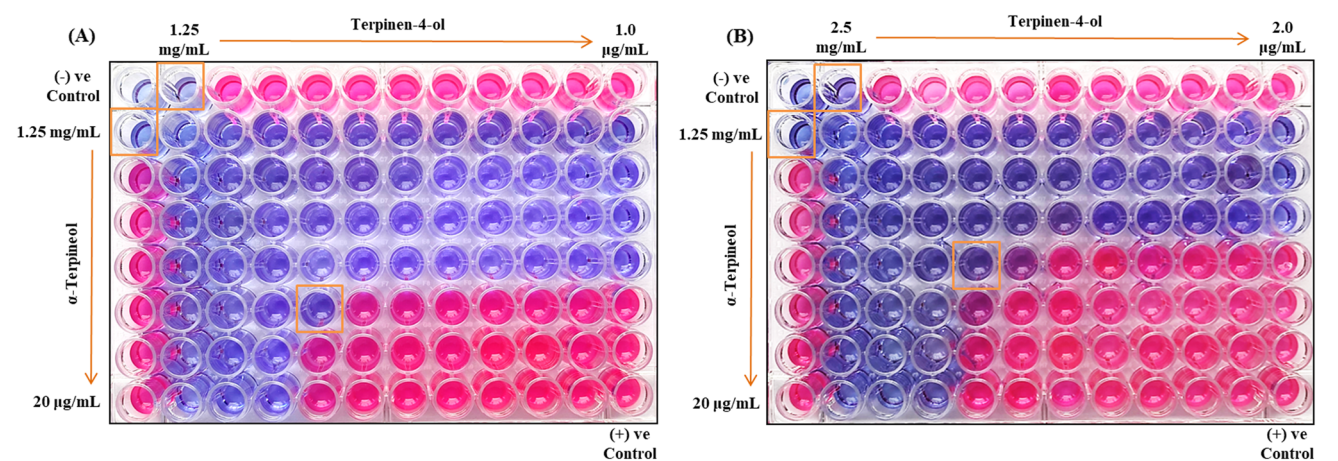 (A)
1.25
mg/mL
Terpinen-4-ol
1.0
µg/mL
(-) ve
Control
1.25 mg/mL
α-Terpineol
20 µg/mL
(+) ve
Control
(B)
2.5
mg/mL
Terpinen-4-ol
2.0
µg/mL
(-) ve
Control
1.25 mg/mL
α-Terpineol
20 µg/mL
(+) ve
Control